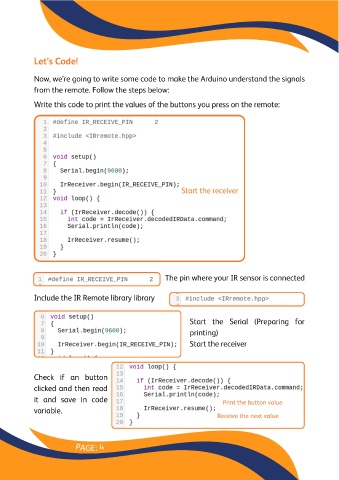 Let's Code!
Now, we're going to write some code to make the Arduino understand the signals
from the remote. Follow the steps below:
Write this code to print the values of the buttons you press on the remote:
1 #define IR_RECEIVE_PIN 2
2
3 #include <IRremote.hpp>
4
5
6 void setup()
7 {
8 Serial.begin(9600);
9
10 IrReceiver.begin(IR_RECEIVE_PIN);
11 } Start the receiver
12 void loop() {
13
14 if (IrReceiver.decode()) {
15 int code = IrReceiver.decodedIRData.command;
16 Serial.println(code);
17
18 IrReceiver.resume();
19 }
20 }
1 #define IR_RECEIVE_PIN 2 The pin where your IR sensor is connected
Include the IR Remote library library
3 #include <IRremote.hpp>
6 void setup()
7 {
8 Serial.begin(9600);
9
10 IrReceiver.begin(IR_RECEIVE_PIN);
11 }
Start the Serial (Preparing for
printing)
Start the receiver
Check if an button
clicked and then read
it and save in code
variable.
12 void loop() {
13
14 if (IrReceiver.decode()) {
15 int code = IrReceiver.decodedIRData.command;
16 Serial.println(code);
17 Print the button value
18 IrReceiver.resume();
19 } Receive the next value
20 }
PAGE: 4